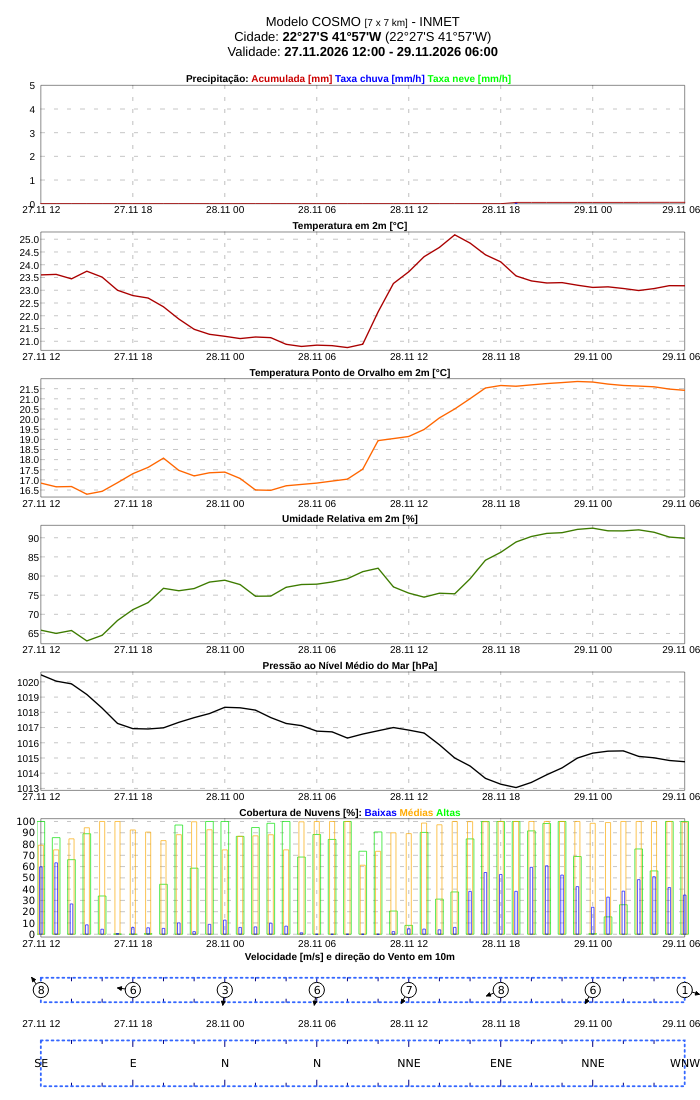 Modelo COSMO [7 x 7 km] - INMET
Cidade: 22°27'S 41°57'W (22°27'S 41°57'W)
Validade: 27.11.2026 12:00 - 29.11.2026 06:00
Precipitação: Acumulada [mm] Taxa chuva [mm/h] Taxa neve [mm/h]
5
4
3
2
1
0
27.11 12 27.11 18 28.11 00 28.11 06 28.11 12 28.11 18 29.11 00 29.11 06
Temperatura em 2m [°C]
25.0
24.5
24.0
23.5
23.0
22.5
22.0
21.5
21.0
27.11 12 27.11 18 28.11 00 28.11 06 28.11 12 28.11 18 29.11 00 29.11 06
Temperatura Ponto de Orvalho em 2m [°C]
21.5
21.0
20.5
20.0
19.5
19.0
18.5
18.0
17.5
17.0
16.5
27.11 12 27.11 18 28.11 00 28.11 06 28.11 12 28.11 18 29.11 00 29.11 06
Umidade Relativa em 2m [%]
90
85
80
75
70
65
27.11 12 27.11 18 28.11 00 28.11 06 28.11 12 28.11 18 29.11 00 29.11 06
Pressão ao Nível Médio do Mar [hPa]
1020
1019
1018
1017
1016
1015
1014
1013
27.11 12 27.11 18 28.11 00 28.11 06 28.11 12 28.11 18 29.11 00 29.11 06
Cobertura de Nuvens [%]: Baixas Médias Altas
100
90
80
70
60
50
40
30
20
10
0
27.11 12 27.11 18 28.11 00 28.11 06 28.11 12 28.11 18 29.11 00 29.11 06
Velocidade [m/s] e direção do Vento em 10m
8 6 3 6 7 8 6 1
27.11 12 27.11 18 28.11 00 28.11 06 28.11 12 28.11 18 29.11 00 29.11 06
SE E N N NNE ENE NNE WNW